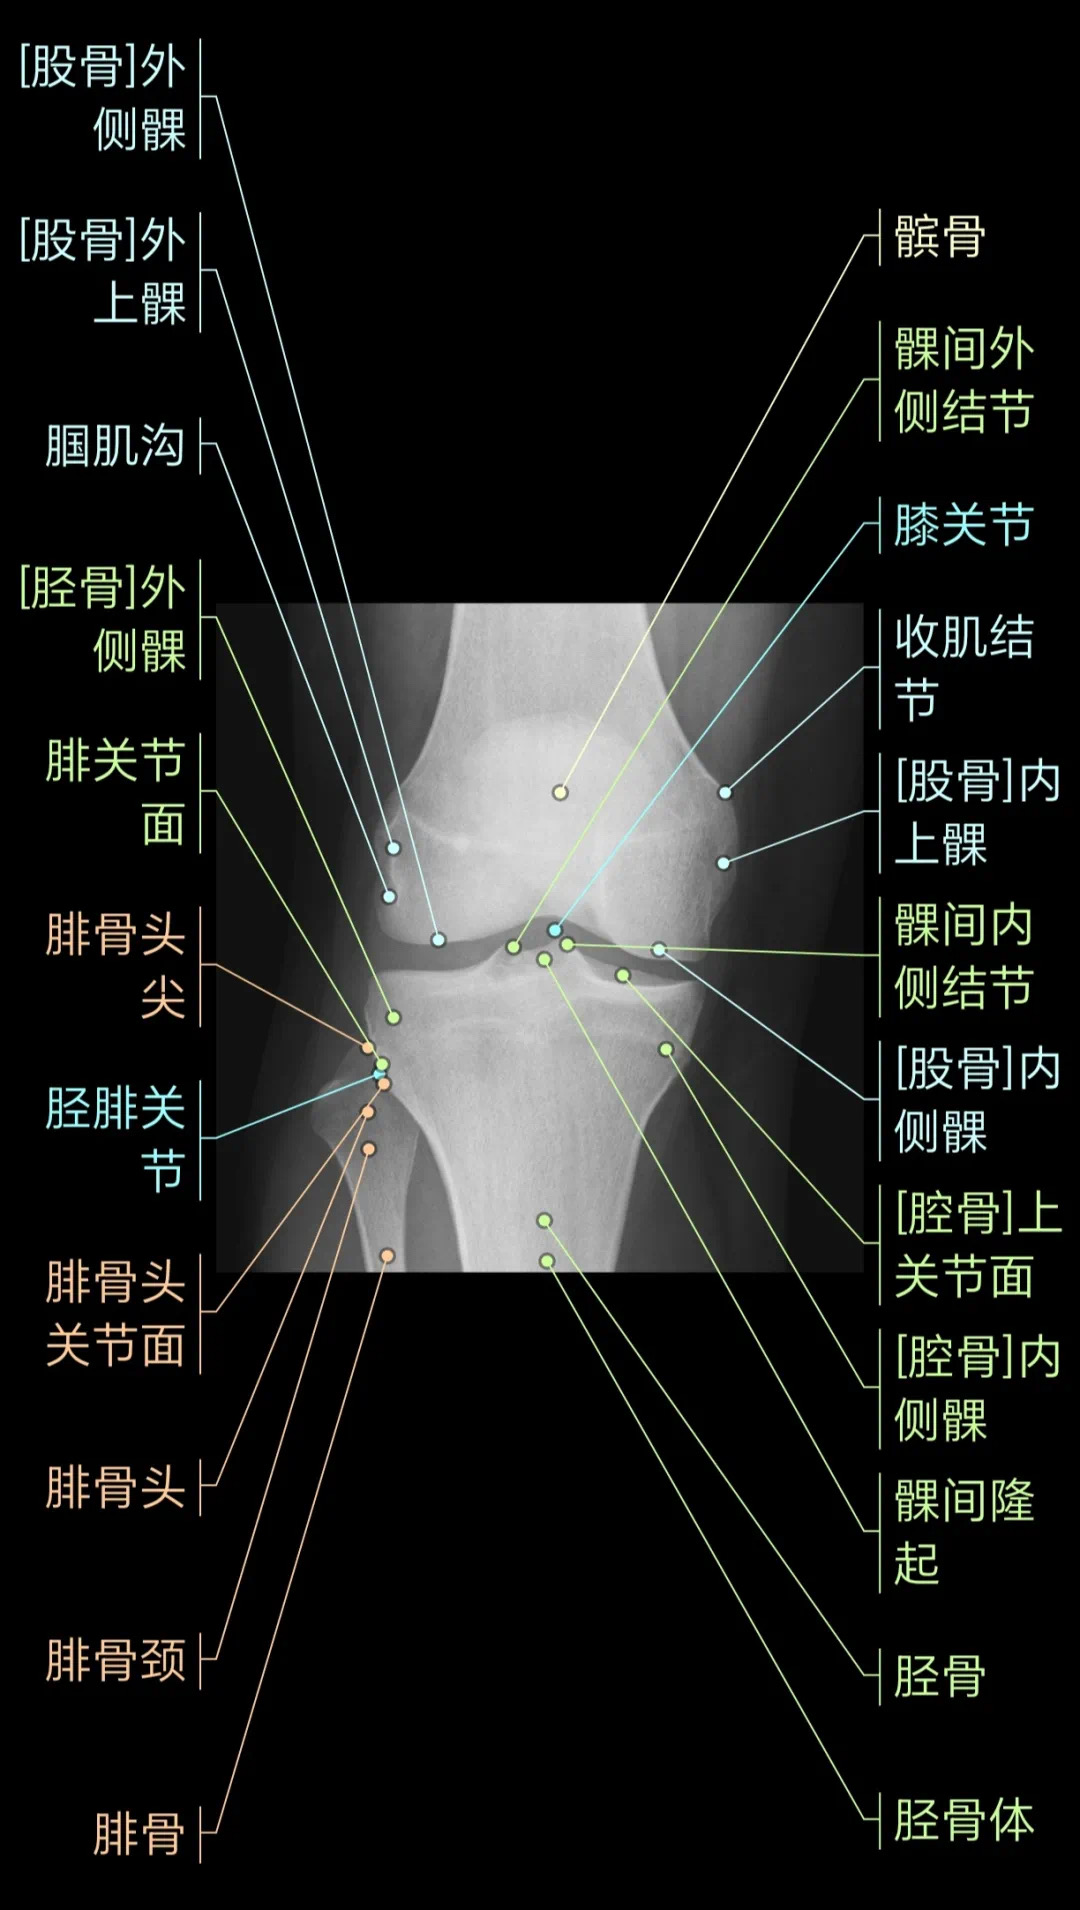 [股骨]外
侧髁
[股骨]外
上髁
腘肌沟
[胫骨]外
侧髁
腓关节
面
腓骨头
尖
胫腓关
节
腓骨头
关节面
腓骨头
腓骨颈
腓骨
髌骨
髁间外
侧结节
膝关节
收肌结
节
[股骨]内
上髁
髁间内
侧结节
[股骨]内
侧髁
[腔骨]上
关节面
[腔骨]内
侧髁
髁间隆
起
胫骨
胫骨体